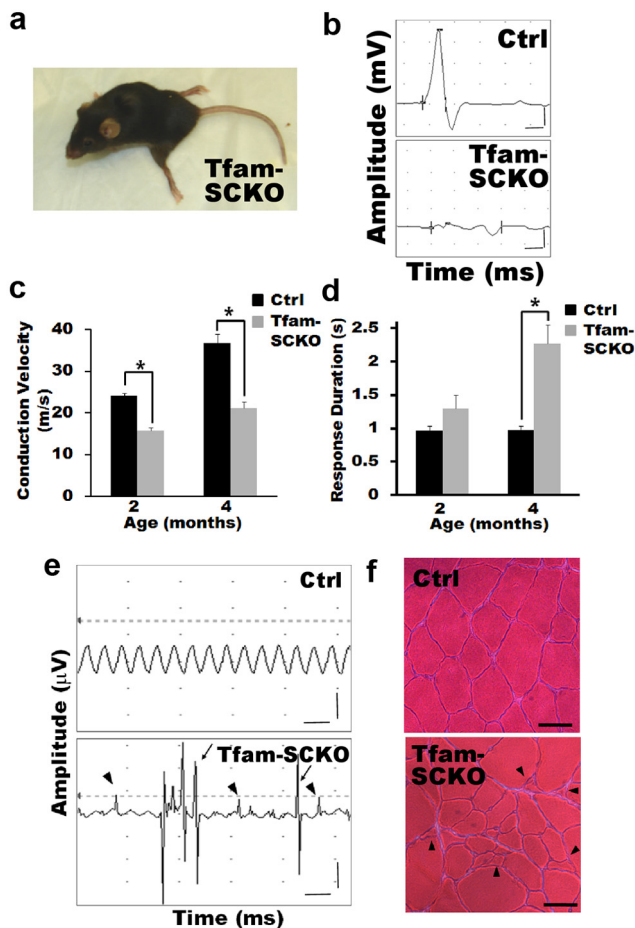 a
Tfam-
SCKO
b
Ctrl
Tfam-
SCKO
Amplitude (mV)
Time (ms)
c
Ctrl
Tfam-
SCKO
Conduction Velocity
(m/s)
40
30
20
10
0
*
*
2
4
Age (months)
d
Ctrl
Tfam-
SCKO
Response Duration (s)
2.5
2
1.5
1
0.5
0
*
2
4
Age (months)
e
Ctrl
Tfam-SCKO
Amplitude (µV)
Time (ms)
f
Ctrl
Tfam-
SCKO